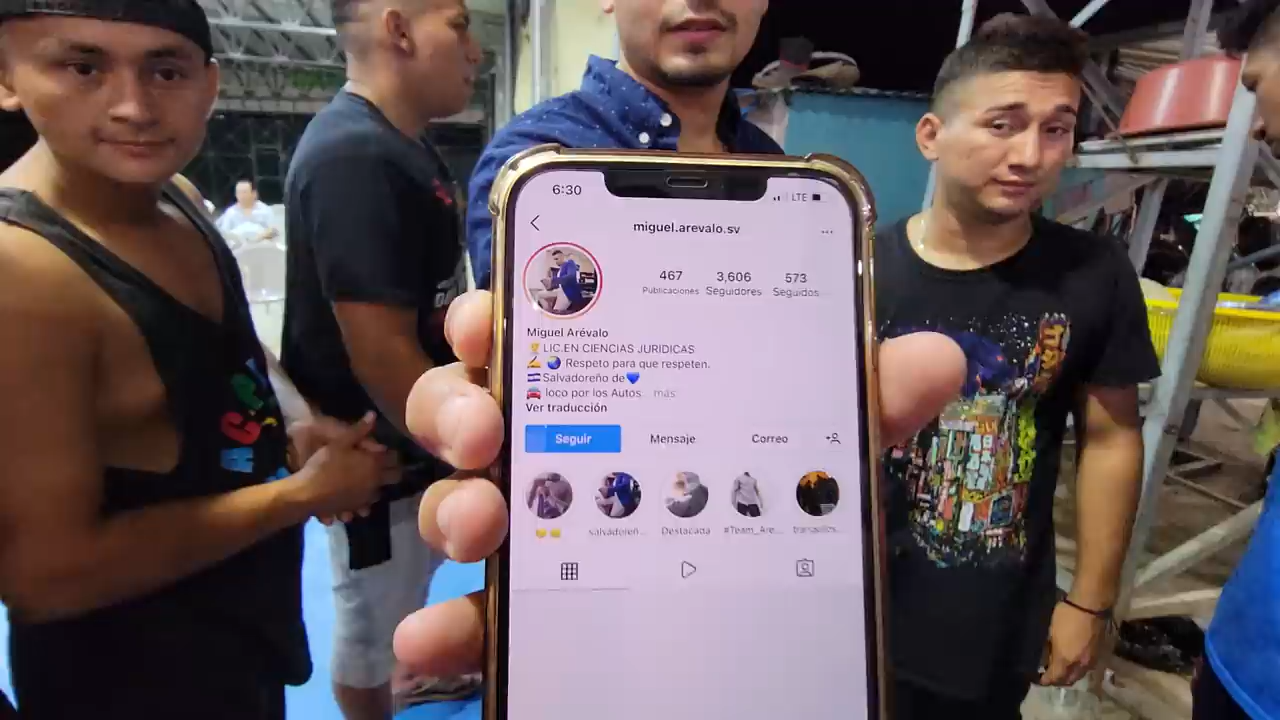 6:30
LTE
miguel.arevalo.sv
467
3,606
573
Publicaciones
Seguidores
Seguidos
Miguel Arévalo
🏆LIC.EN CIENCIAS JURIDICAS
✍️ 🌏 Respeto para que respeten.
🇸🇻Salvadoreño de💙
🚘 loco por los Autos... más
Ver traducción
Seguir
Mensaje
Correo
salvadoreñ...
Destacada
#Team_Are...